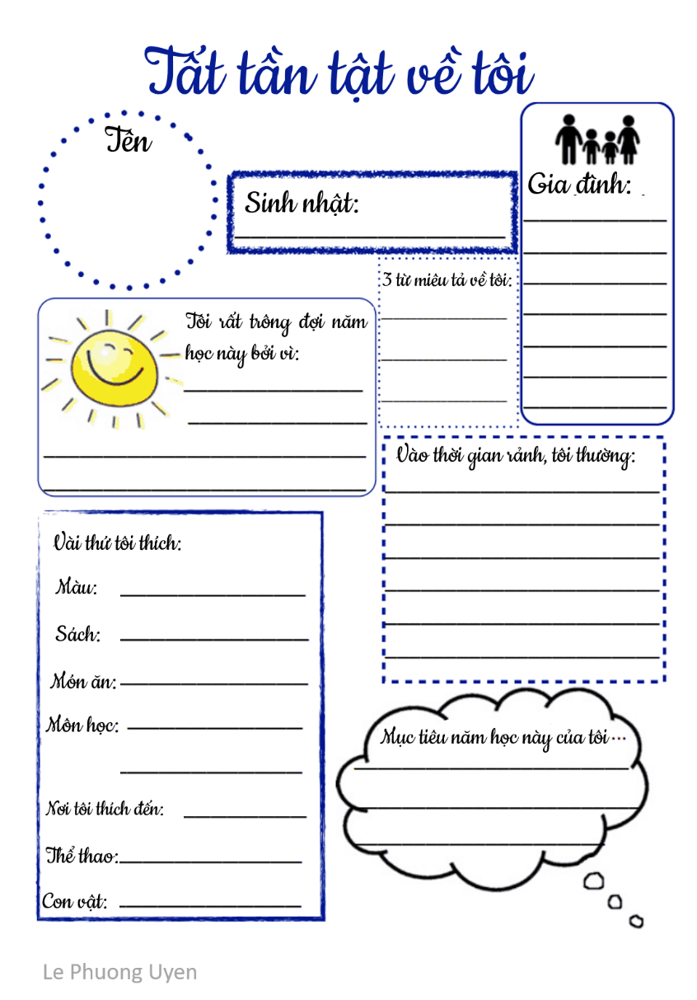 Tất tần tật về tôi
Tên
Sinh nhật:
Gia đình:
3 từ miêu tả về tôi:
Tôi rất trông đợi năm
học này bởi vì:
Vào thời gian rảnh, tôi thường:
Vài thứ tôi thích:
Màu:
Sách:
Món ăn:
Môn học:
Nơi tôi thích đến:
Thể thao:
Con vật:
Mục tiêu năm học này của tôi ...
Le Phuong Uyen